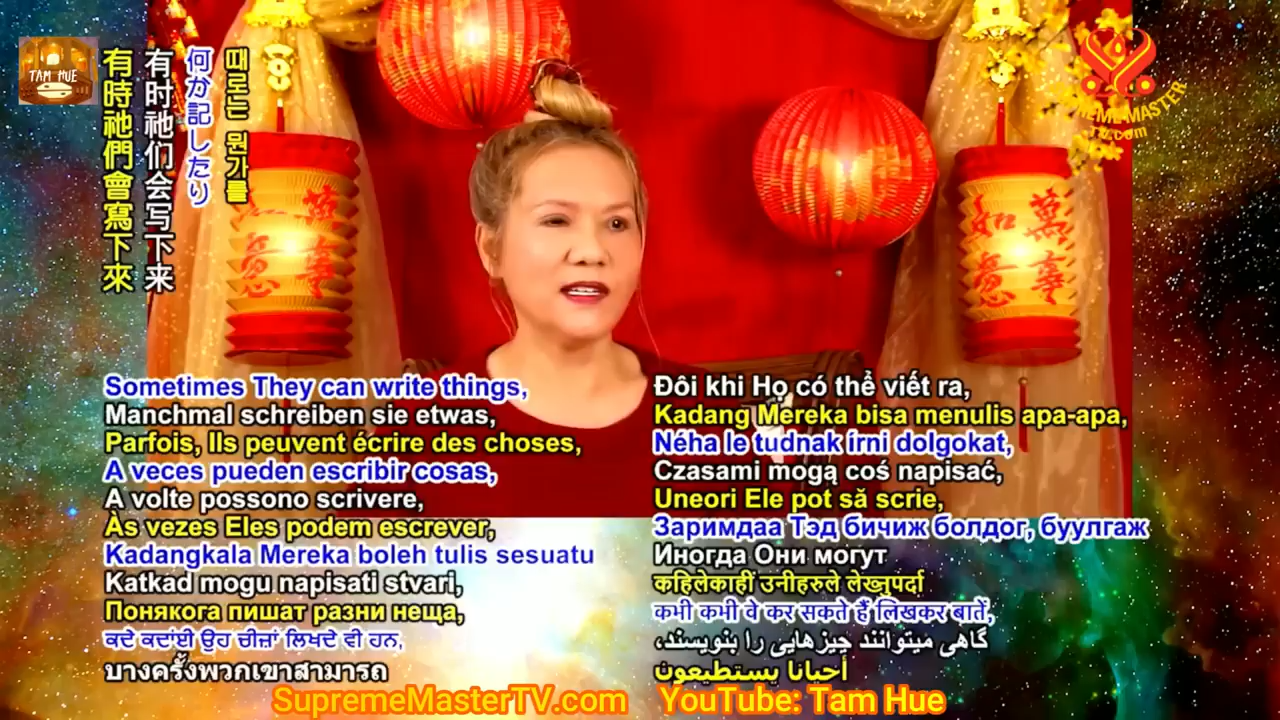 TAM HUE
有時祂們會寫下來
有时祂们会写下来
何か記したり
때로는 뭔가를
SUPREME MASTER
TV.com
如意
萬事
如意
萬事
Sometimes They can write things,
Manchmal schreiben sie etwas,
Parfois, Ils peuvent écrire des choses,
A veces pueden escribir cosas,
A volte possono scrivere,
Às vezes Eles podem escrever,
Kadangkala Mereka boleh tulis sesuatu
Katkad mogu napisati stvari,
Понякога пишат разни неща,
ਕਦੇ ਕਦਾਂਈ ਉਹ ਚੀਜ਼ਾਂ ਲਿਖਦੇ ਵੀ ਹਨ,
บางครั้งพวกเขาสามารถ
Đôi khi Họ có thể viết ra,
Kadang Mereka bisa menulis apa-apa,
Néha le tudnak írni dolgokat,
Czasami mogą coś napisać,
Uneori Ele pot să scrie,
Заримдаа Тэд бичиж болдог, буулгаж
Иногда Они могут
कहिलेकाहीं उनीहरुले लेख्नुपर्दा
कभी कभी वे कर सकते हैं लिखकर बातें,
گاهی میتوانند چیزهایی را بنویسند،
أحيانا يستطيعون
SupremeMasterTV.com YouTube: Tam Hue